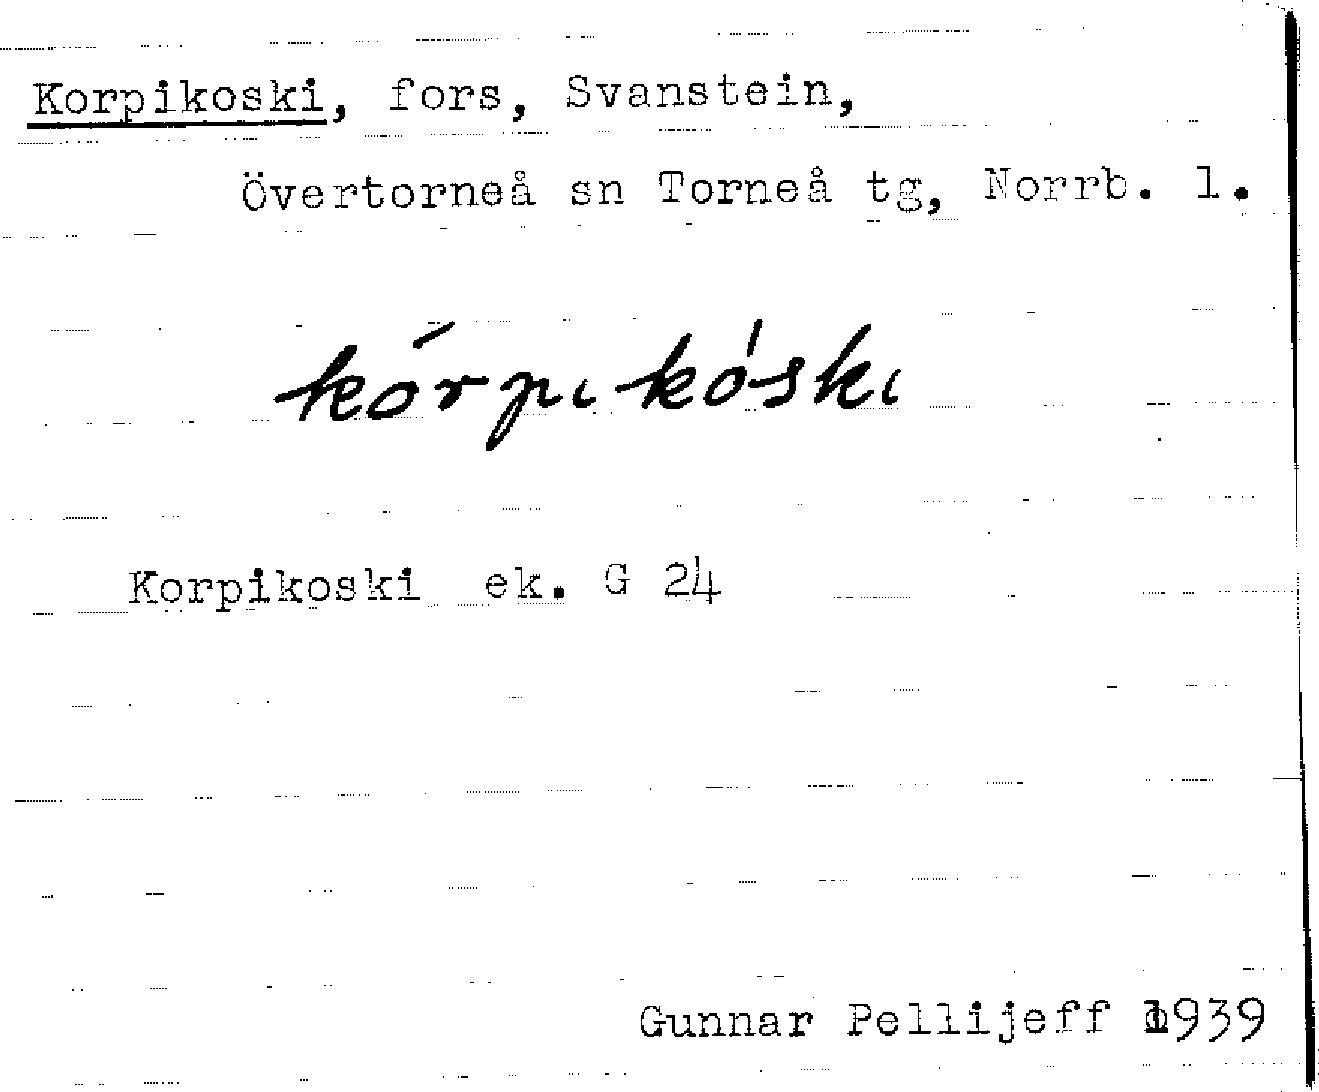 Korpikoski, fors, Svanstein,
Övertorneå sn Torneå tg, Norrb. l.
kórpikóski
Korpikoski ek. G 24
Gunnar Pellijeff 1939